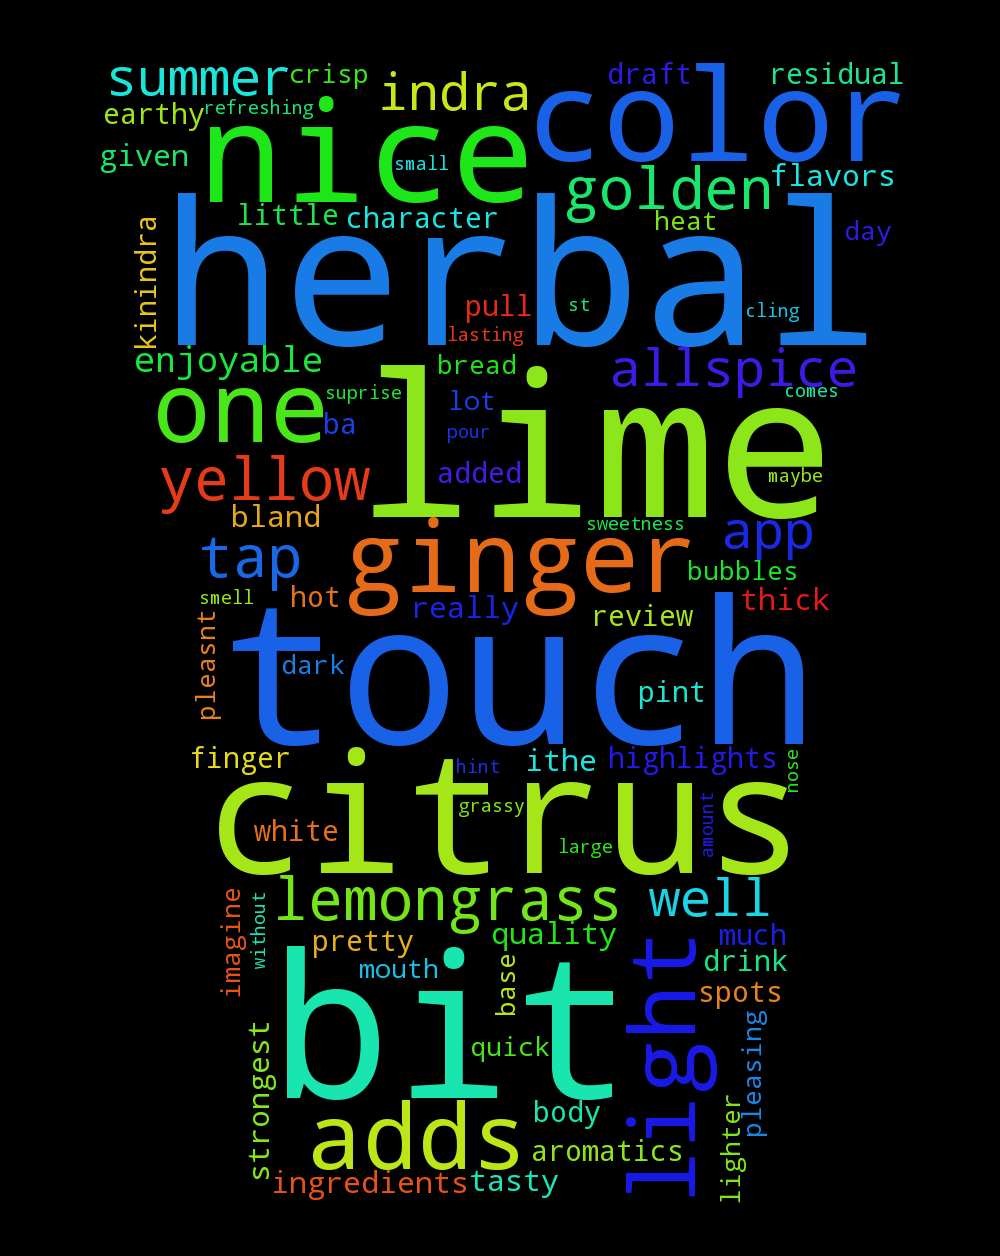 summer
crisp
indra
draft
residual
color
earthy
refreshing
nice
given
small
golden
flavors
little
character
heat
day
kinindra
herbal
pull
st
cling
lasting
enjoyable
bread
allspice
comes
one
suprise
lot
lime
ba
pour
yellow
added
maybe
bland
sweetness
app
tap
ginger
bubbles
smell
hot
really
review
thick
pleasnt
touch
dark
pint
finger
hint
ithe
highlights
nose
citrus
grassy
white
large
amount
lemongrass
well
imagine
without
pretty
quality
much
mouth
base
light
drink
spots
bit
quick
pleasing
strongest
adds
body
aromatics
lighter
ingredients
tasty